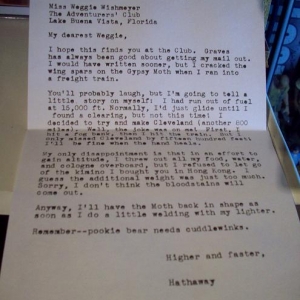 Miss Weggie Wishmeyer
The Adventurers' Club
Lake Buena Vista, Florida
My dearest Weggie,
I hope this finds you at the Club. Graves
has always been good about getting my mail out.
I would have written sooner, but I cracked the
wing spars on the Gypsy Moth when I ran into
a freight train.
You'll probably laugh, but I'm going to tell a
little story on myself: I had run out of fuel
at 15,000 ft. Normally, I'd just glide until I
found a clearing, but not this time! I
decided to try and make Cleveland (another 800
miles). Well, the joke was on me! First I
I'll be fine when the hand heals.
My only disappointment is that in an effort to
gain altitude, I threw out all my food, water,
and cologne overboard, but I refused to let go
of the kimino I bought you in Hong Kong. I
guess the additional weight was just too much.
Sorry, I don't think the bloodstains will
come out.
Anyway, I'll have the Moth back in shape as
soon as I do a little welding with my lighter.
Remember--pookie bear needs cuddlewinks.
Higher and faster,
Hathaway